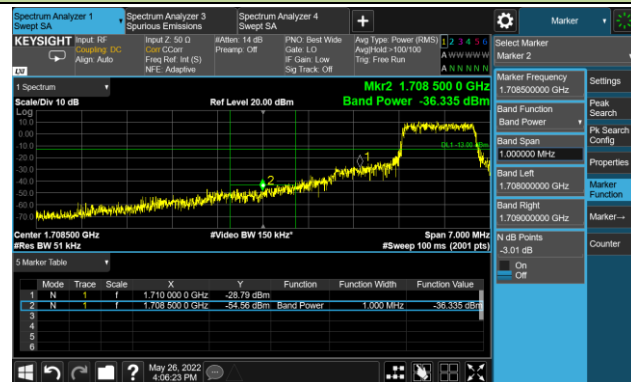 Spectrum Analyzer 1
Swept SA
Spectrum Analyzer 3
Spurious Emissions
Spectrum Analyzer 4
Swept SA
Marker
KEYSIGHT
Input: RF
Coupling: DC
Align: Auto
Input Z: 50 Ω
Corr CCorr
Freq Ref: Int (S)
NFE: Adaptive
#Atten: 14 dB
Preamp: Off
PNO: Best Wide
Gate: LO
IF Gain: Low
Sig Track: Off
Avg Type: Power (RMS)
Avg|Hold:>100/100
Trig: Free Run
1 2 3 4 5 6
A W W W W W
A N N N N N
LXI
Select Marker
Marker 2
1 Spectrum
Scale/Div 10 dB
Ref Level 20.00 dBm
Mkr2 1.708 500 0 GHz
Band Power -36.335 dBm
Log
10.0
0.00
-10.0
-20.0
-30.0
-40.0
-50.0
-60.0
-70.0
DL1 -13.00 dBm
1
2
Center 1.708500 GHz
#Res BW 51 kHz
#Video BW 150 kHz*
Span 7.000 MHz
#Sweep 100 ms (2001 pts)
Marker Frequency
1.708500000 GHz
Band Function
Band Power
Band Span
1.000000 MHz
Band Left
1.708000000 GHz
Band Right
1.709000000 GHz
N dB Points
-3.01 dB
On
Off
Settings
Peak
Search
Pk Search
Config
Properties
Marker
Function
Marker→
Counter
5 Marker Table
Mode Trace Scale X Y Function Function Width Function Value
1 N 1 f 1.710 000 0 GHz -28.79 dBm
2 N 1 f 1.708 500 0 GHz -54.56 dBm Band Power 1.000 MHz -36.335 dBm
3
4
5
6
?
May 26, 2022
4:06:23 PM